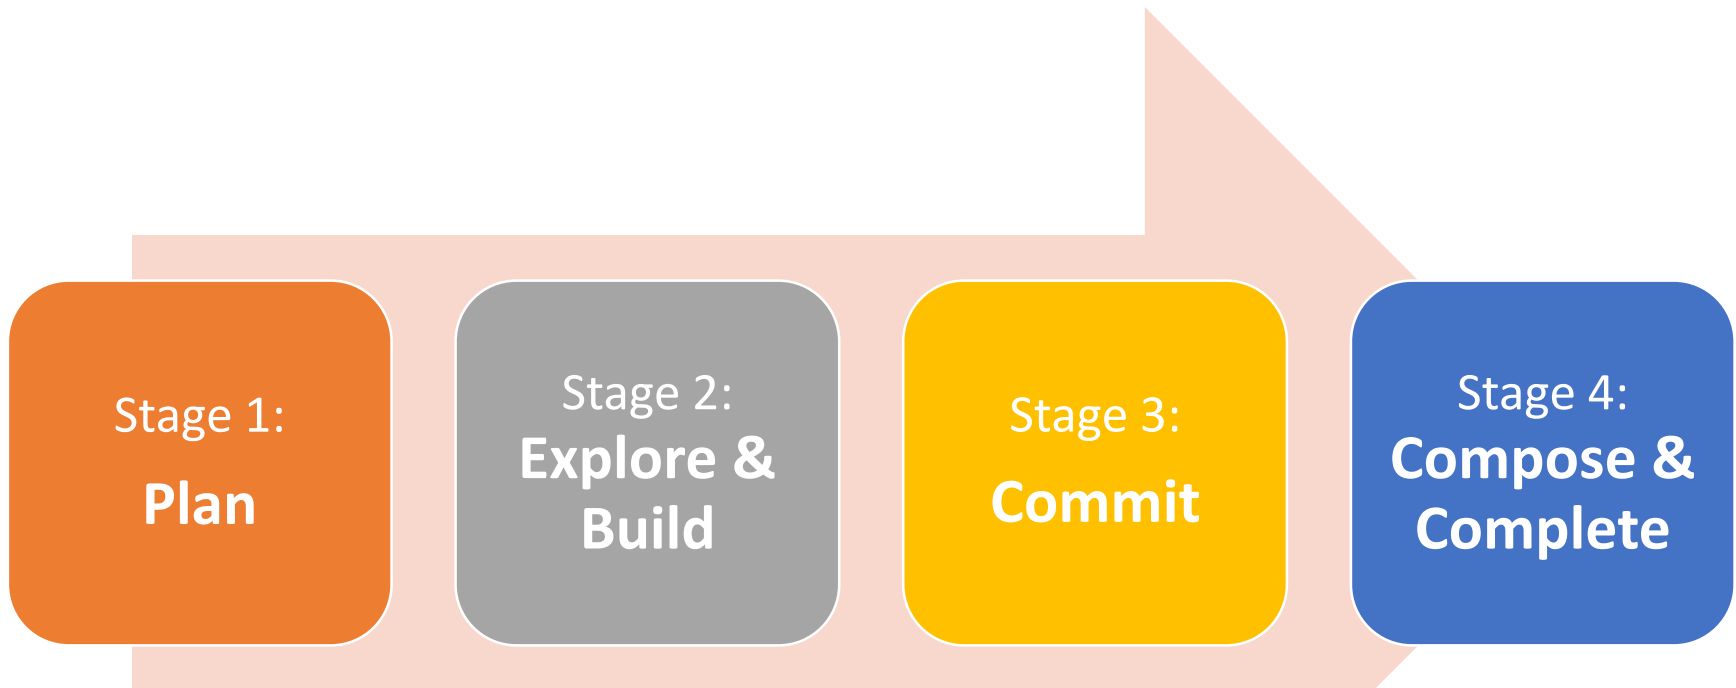 Stage 1:
Plan
Stage 2:
Explore &
Build
Stage 3:
Commit
Stage 4:
Compose &
Complete